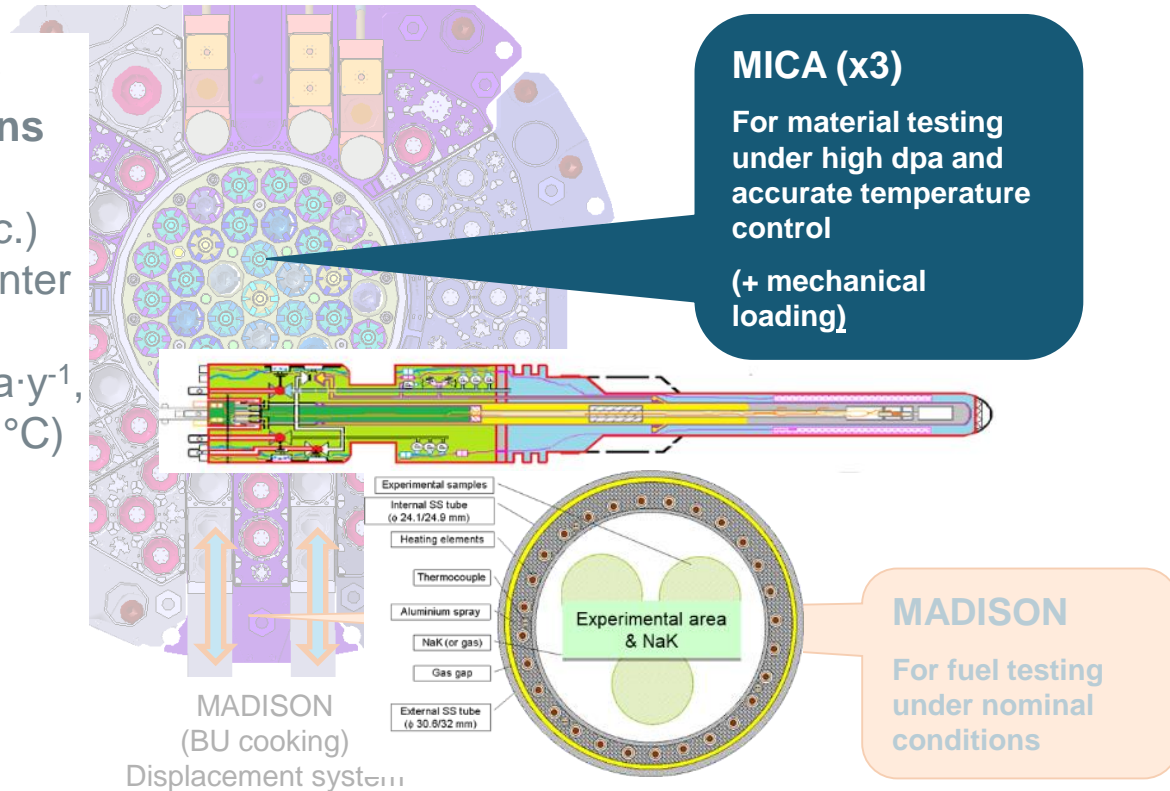 MICA (x3)
For material testing
under high dpa and
accurate temperature
control
(+ mechanical
loading)
ns
c.)
nter
a·y⁻¹,
°C)
Experimental samples
Internal SS tube
(ϕ 24.1/24.9 mm)
Heating elements
Thermocouple
Aluminium spray
NaK (or gas)
Gas gap
External SS tube
(ϕ 30.6/32 mm)
Experimental area
& NaK
MADISON
(BU cooking)
Displacement system
MADISON
For fuel testing
under nominal
conditions